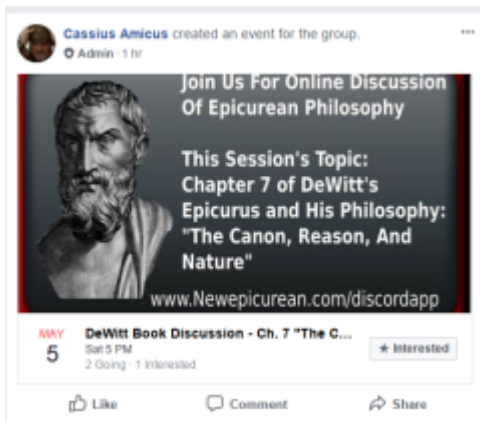 Cassius Amicus created an event for the group.
Admin · 1 hr
Join Us For Online Discussion
Of Epicurean Philosophy
This Session's Topic:
Chapter 7 of DeWitt's
Epicurus and His Philosophy:
"The Canon, Reason, And
Nature"
www.Newepicurean.com/discordapp
MAY
5
DeWitt Book Discussion - Ch. 7 "The C...
Sat 5 PM
2 Going · 1 Interested
★ Interested
Like
Comment
Share